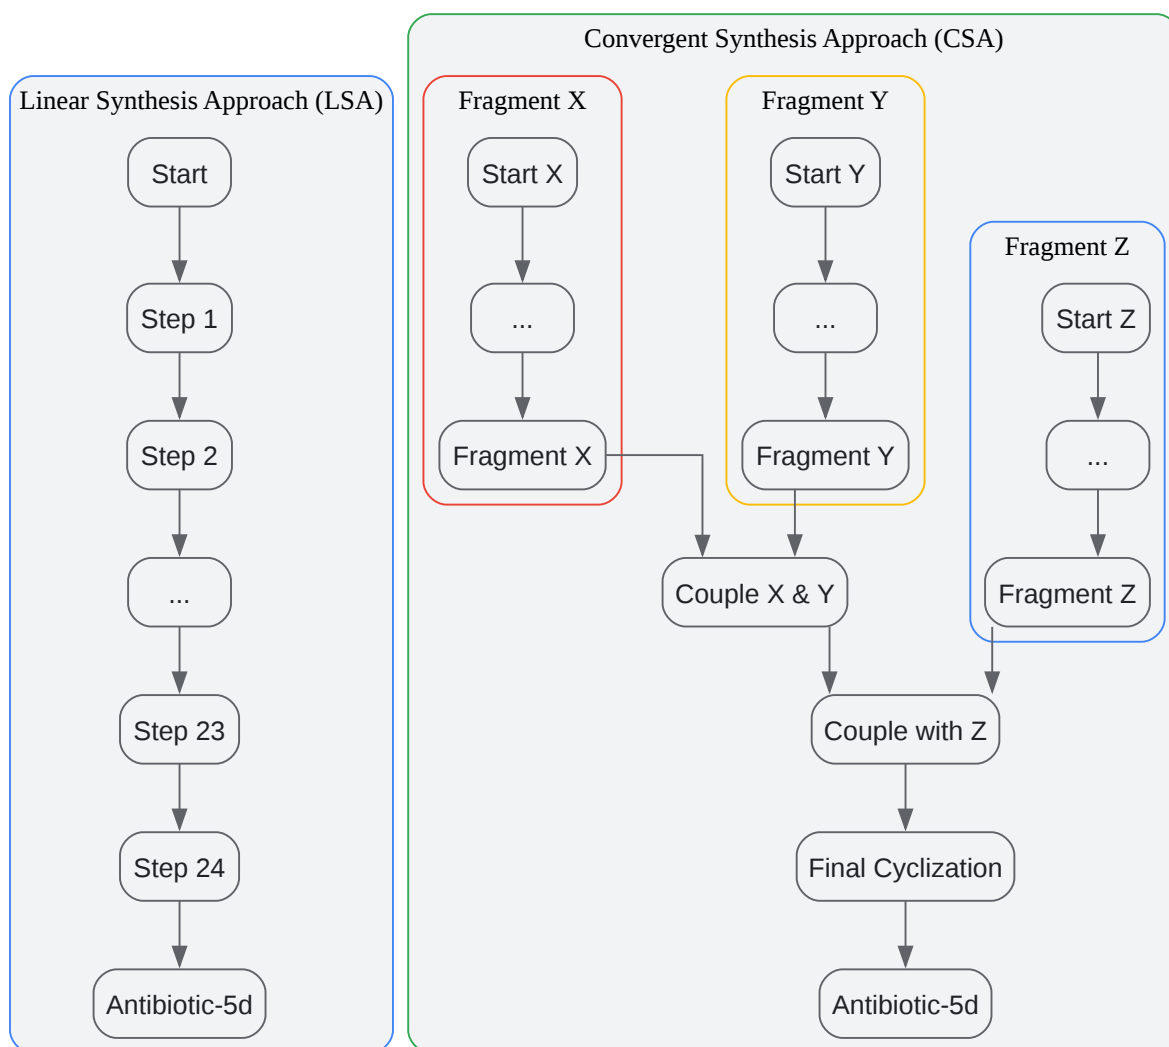 Linear Synthesis Approach (LSA)
Start
Step 1
Step 2
...
Step 23
Step 24
Antibiotic-5d
Convergent Synthesis Approach (CSA)
Fragment X
Start X
...
Fragment X
Fragment Y
Start Y
...
Fragment Y
Fragment Z
Start Z
...
Fragment Z
Couple X & Y
Couple with Z
Final Cyclization
Antibiotic-5d